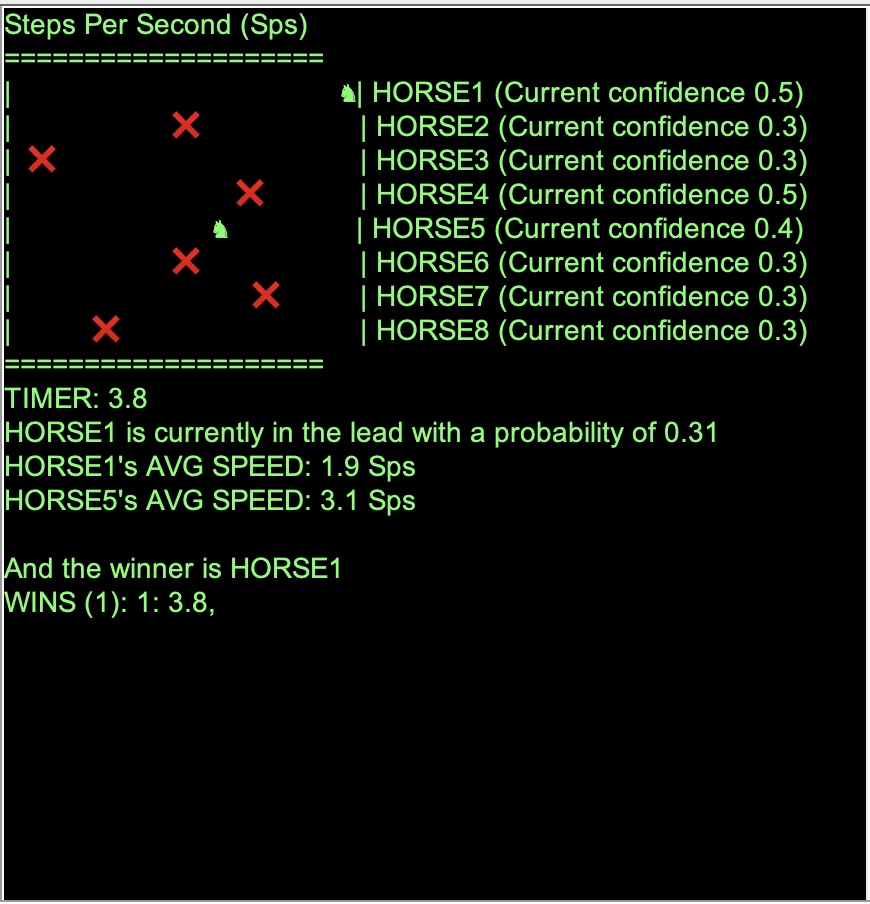 Steps Per Second (Sps)
====================
| ♞| HORSE1 (Current confidence 0.5)
| ❌ | HORSE2 (Current confidence 0.3)
| ❌ | HORSE3 (Current confidence 0.3)
| ❌ | HORSE4 (Current confidence 0.5)
| ♞ | HORSE5 (Current confidence 0.4)
| ❌ | HORSE6 (Current confidence 0.3)
| ❌ | HORSE7 (Current confidence 0.3)
| ❌ | HORSE8 (Current confidence 0.3)
====================
TIMER: 3.8
HORSE1 is currently in the lead with a probability of 0.31
HORSE1's AVG SPEED: 1.9 Sps
HORSE5's AVG SPEED: 3.1 Sps
And the winner is HORSE1
WINS (1): 1: 3.8,